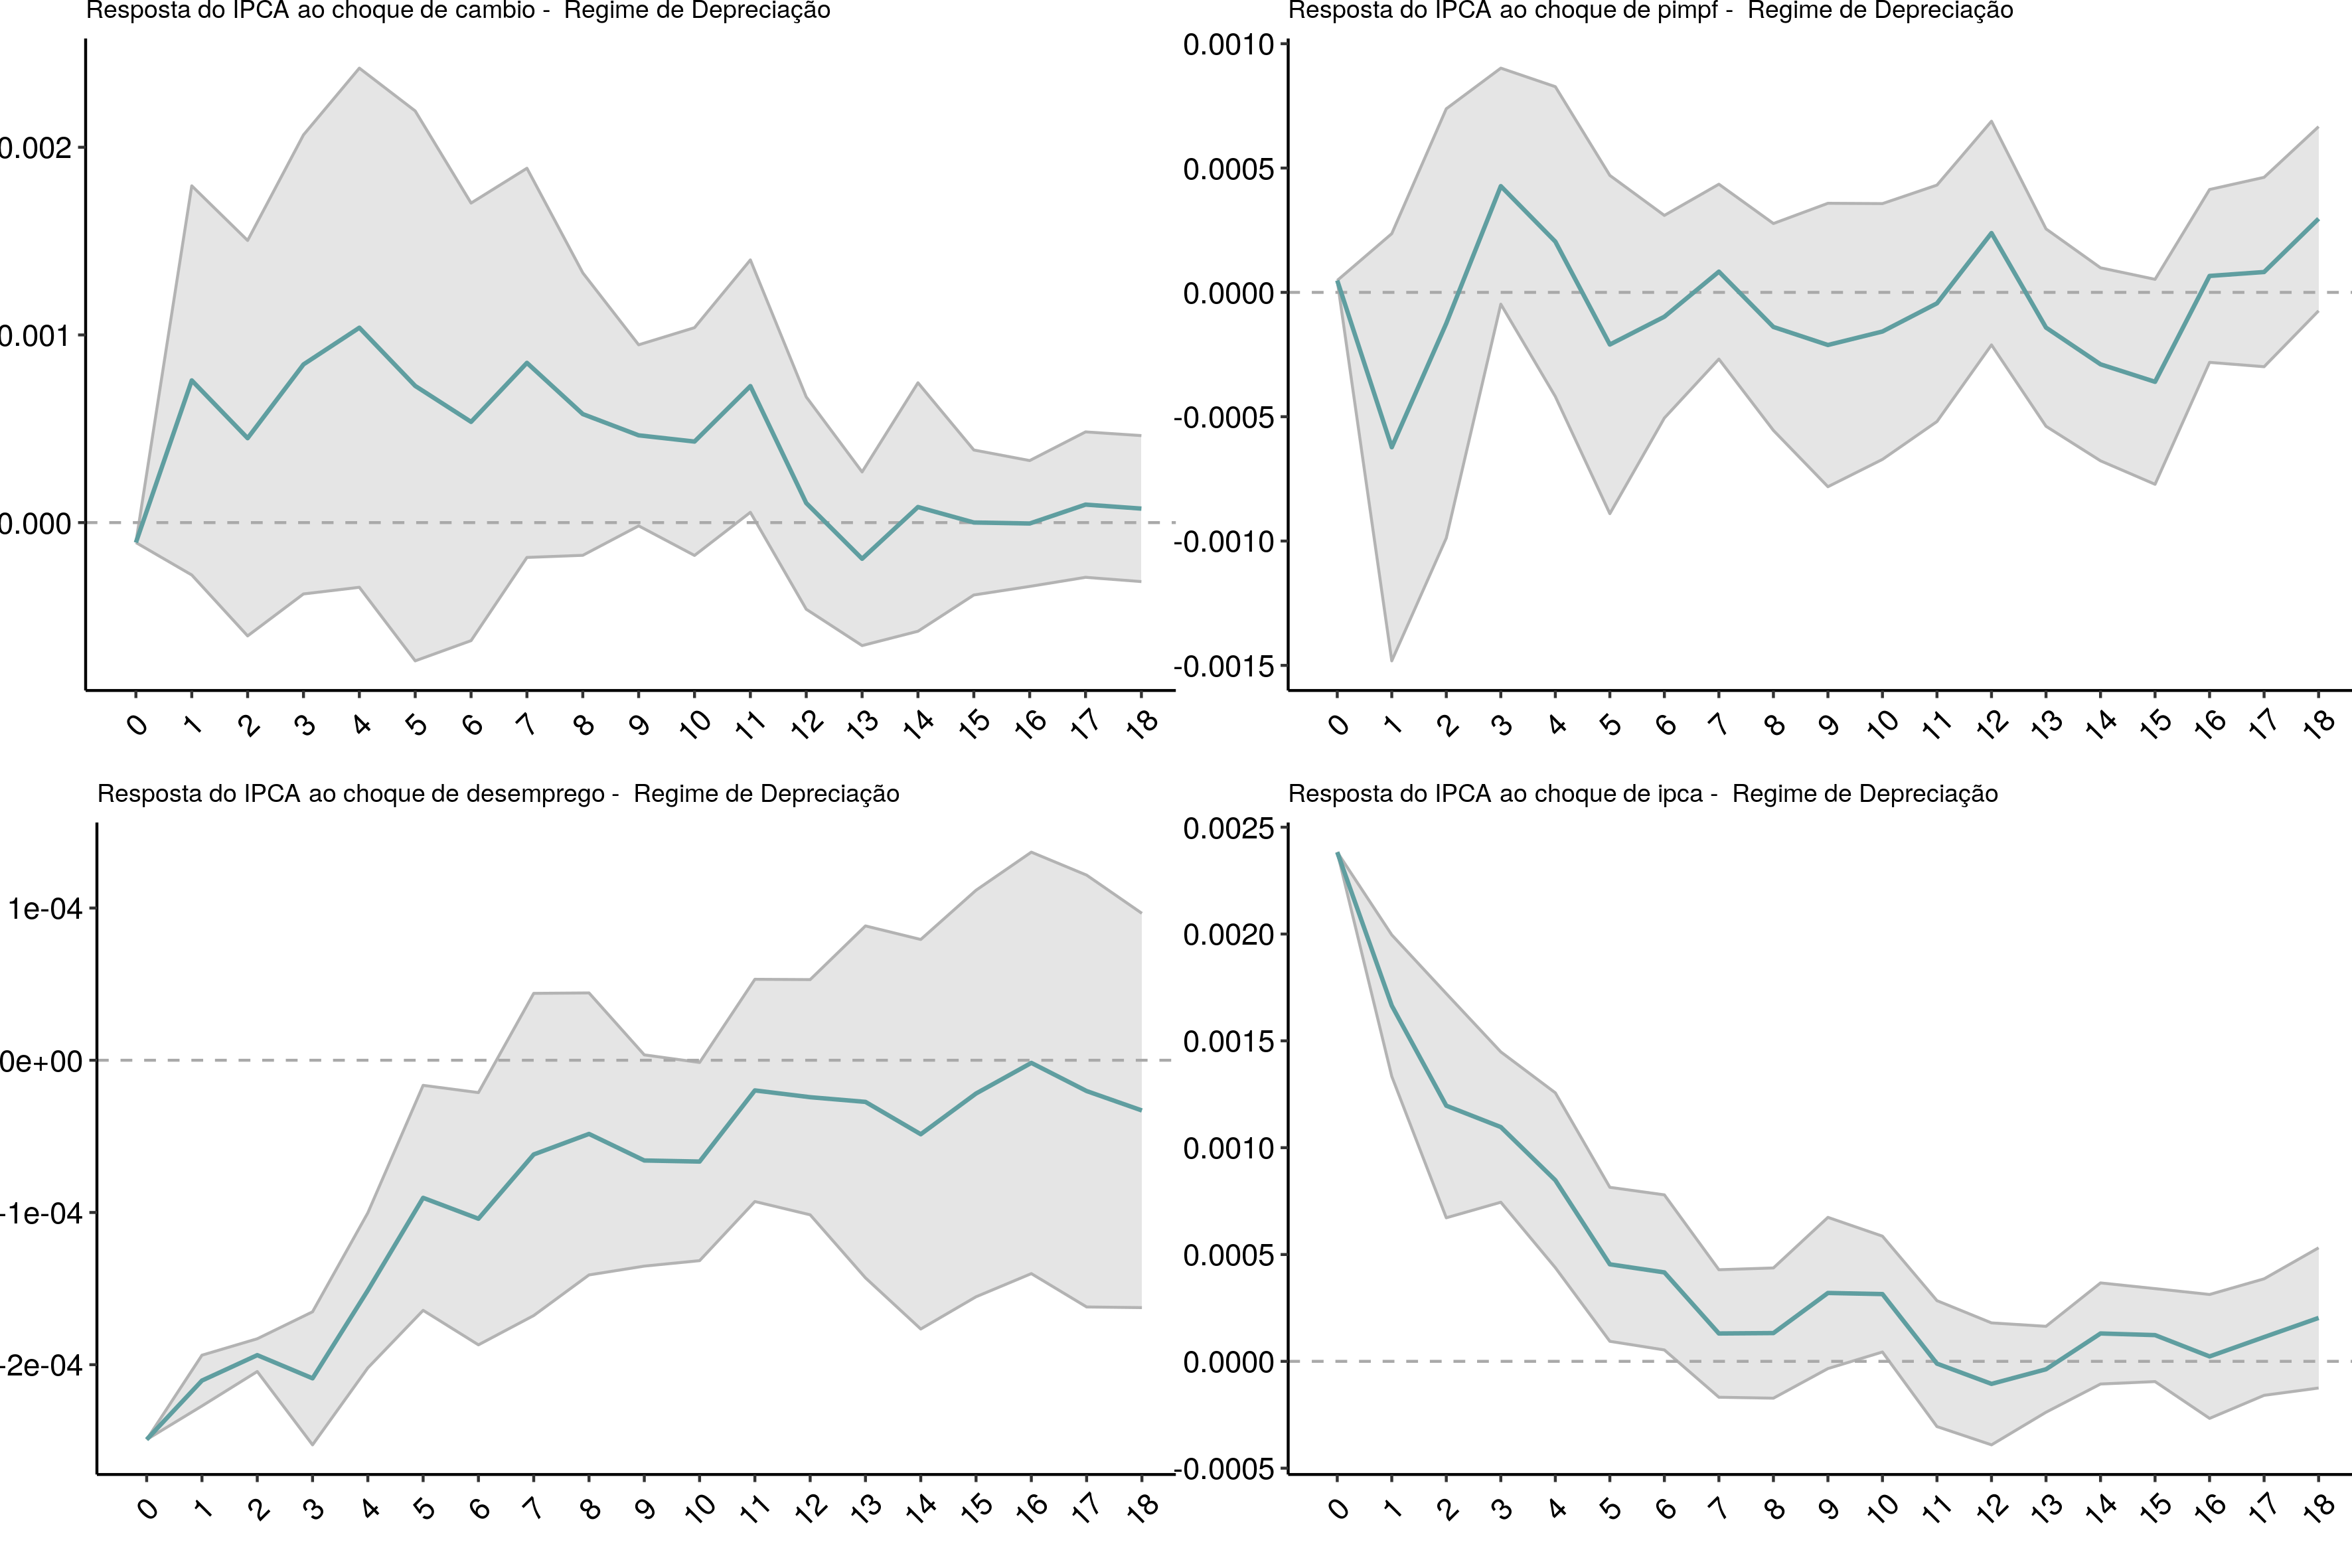 Resposta do IPCA ao choque de cambio - Regime de Depreciação
0.002
0.001
0.000
0 1 2 3 4 5 6 7 8 9 10 11 12 13 14 15 16 17 18
Resposta do IPCA ao choque de pimpf - Regime de Depreciação
0.0010
0.0005
0.0000
-0.0005
-0.0010
-0.0015
0 1 2 3 4 5 6 7 8 9 10 11 12 13 14 15 16 17 18
Resposta do IPCA ao choque de desemprego - Regime de Depreciação
1e-04
0e+00
-1e-04
-2e-04
0 1 2 3 4 5 6 7 8 9 10 11 12 13 14 15 16 17 18
Resposta do IPCA ao choque de ipca - Regime de Depreciação
0.0025
0.0020
0.0015
0.0010
0.0005
0.0000
-0.0005
0 1 2 3 4 5 6 7 8 9 10 11 12 13 14 15 16 17 18